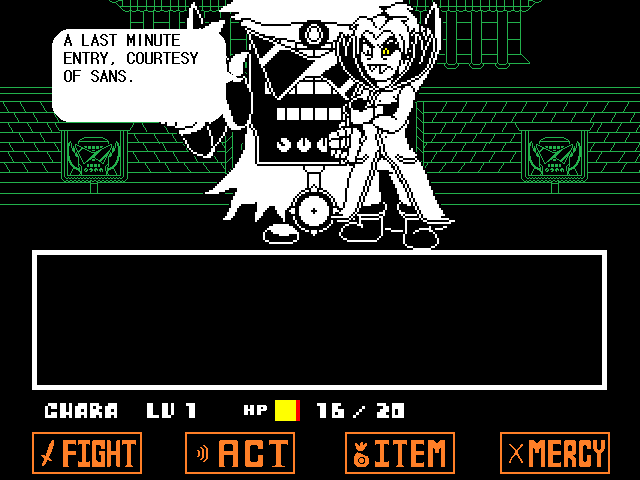 A LAST MINUTE
ENTRY, COURTESY
OF SANS.
CHARA LV 1 HP 16 / 20
FIGHT ACT ITEM MERCY